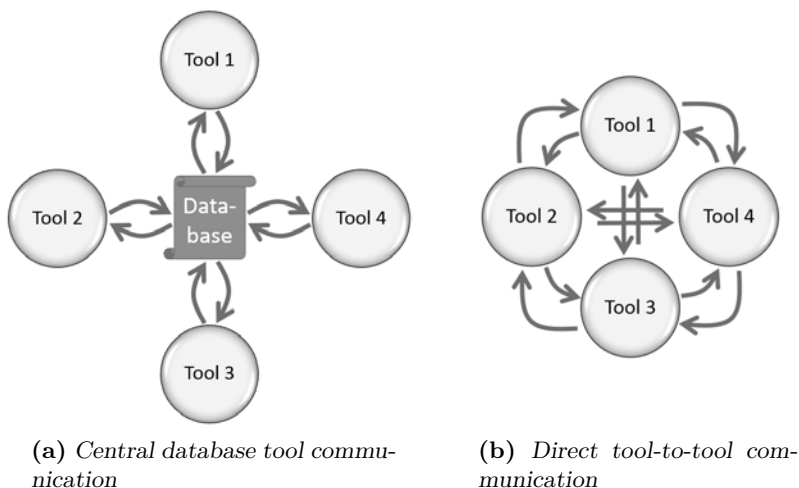 Tool 1
Tool 2
Data-
base
Tool 4
Tool 3
(a) Central database tool commu-
nication
Tool 1
Tool 2
Tool 4
Tool 3
(b) Direct tool-to-tool com-
munication